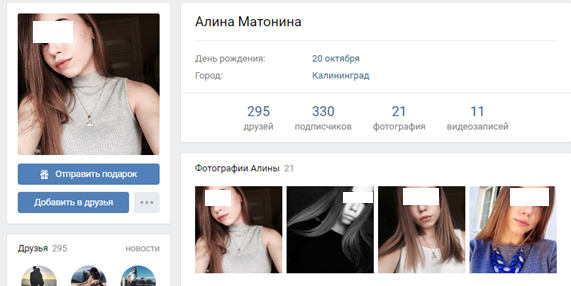 Алина Матонина
День рождения: 20 октября
Город: Калининград
295 330 21 11
друзей подписчиков фотография видеозаписей
Отправить подарок
Добавить в друзья
Фотографии Алины 21
Друзья 295 новости